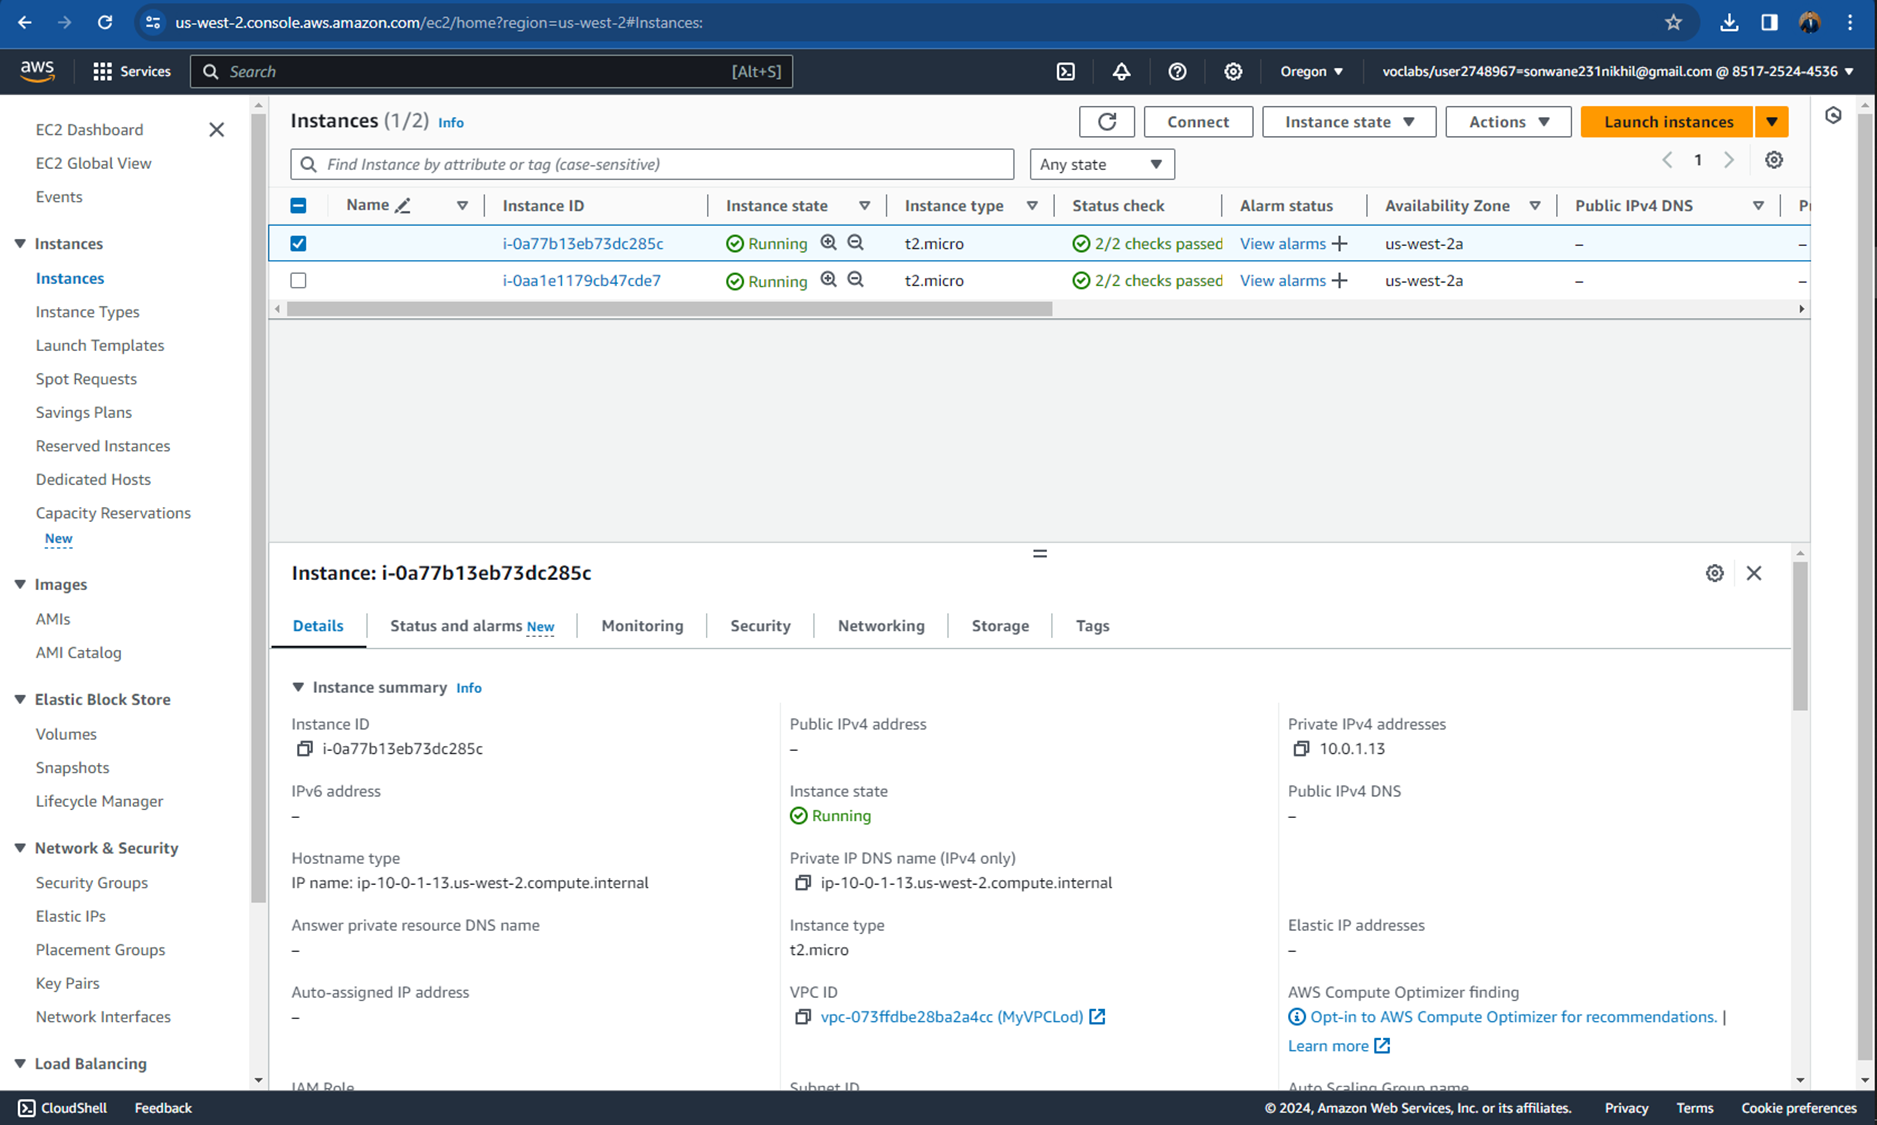 us-west-2.console.aws.amazon.com/ec2/home?region=us-west-2#Instances:
aws
Services
Search
[Alt+S]
Oregon
voclabs/user2748967=sonwane231nikhil@gmail.com @ 8517-2524-4536
EC2 Dashboard
EC2 Global View
Events
Instances
Instances
Instance Types
Launch Templates
Spot Requests
Savings Plans
Reserved Instances
Dedicated Hosts
Capacity Reservations
New
Images
AMIs
AMI Catalog
Elastic Block Store
Volumes
Snapshots
Lifecycle Manager
Network & Security
Security Groups
Elastic IPs
Placement Groups
Key Pairs
Network Interfaces
Load Balancing
Instances (1/2) Info
Connect
Instance state
Actions
Launch instances
Find Instance by attribute or tag (case-sensitive)
Any state
1
Name Instance ID Instance state Instance type Status check Alarm status Availability Zone Public IPv4 DNS
i-0a77b13eb73dc285c Running t2.micro 2/2 checks passed View alarms + us-west-2a – –
i-0aa1e1179cb47cde7 Running t2.micro 2/2 checks passed View alarms + us-west-2a – –
Instance: i-0a77b13eb73dc285c
Details
Status and alarms New
Monitoring
Security
Networking
Storage
Tags
Instance summary Info
Instance ID
i-0a77b13eb73dc285c
Public IPv4 address
–
Private IPv4 addresses
10.0.1.13
IPv6 address
–
Instance state
Running
Public IPv4 DNS
–
Hostname type
IP name: ip-10-0-1-13.us-west-2.compute.internal
Private IP DNS name (IPv4 only)
ip-10-0-1-13.us-west-2.compute.internal
Answer private resource DNS name
–
Instance type
t2.micro
Elastic IP addresses
–
Auto-assigned IP address
–
VPC ID
vpc-073ffdbe28ba2a4cc (MyVPCLod)
AWS Compute Optimizer finding
Opt-in to AWS Compute Optimizer for recommendations. |
Learn more
IAM Role
Subnet ID
Auto Scaling Group name
CloudShell
Feedback
© 2024, Amazon Web Services, Inc. or its affiliates.
Privacy
Terms
Cookie preferences